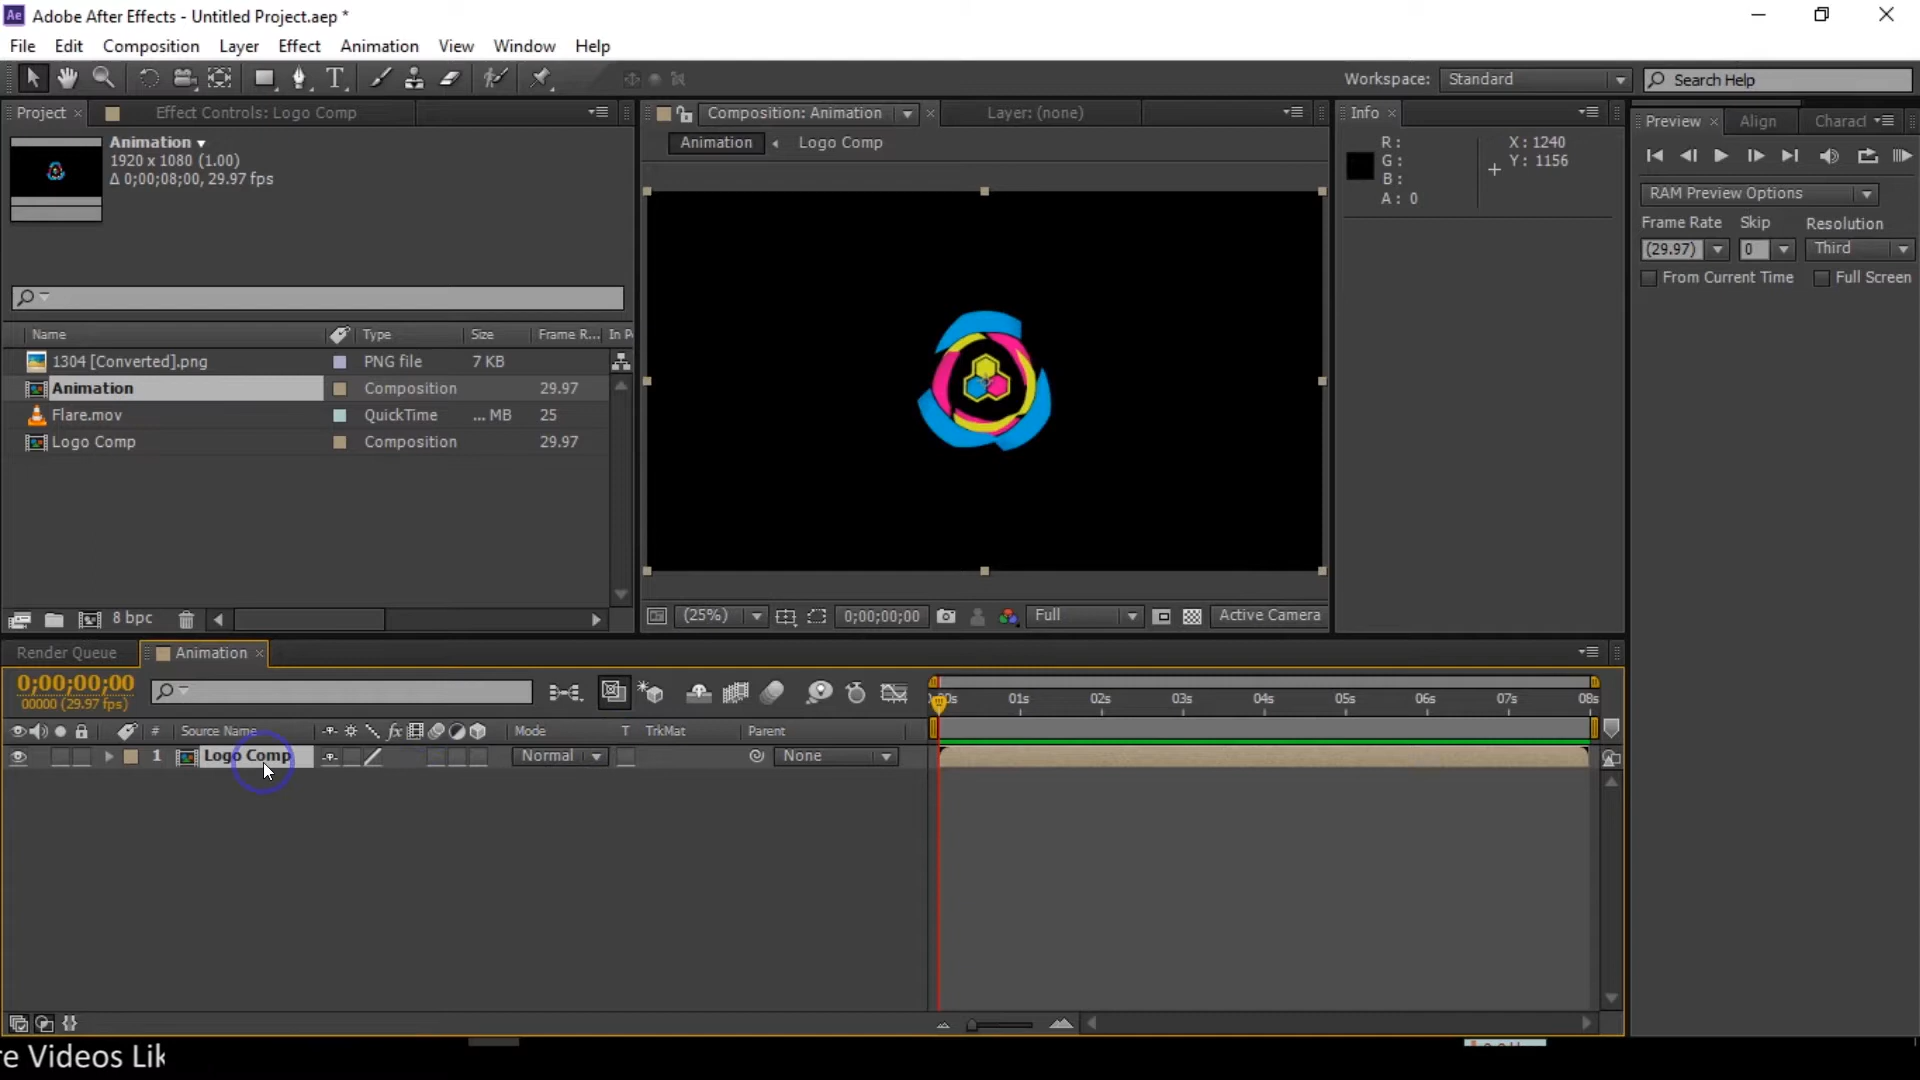 Ae Adobe After Effects - Untitled Project.aep *
File Edit Composition Layer Effect Animation View Window Help
Workspace: Standard Search Help
Project Effect Controls: Logo Comp
Composition: Animation Layer: (none)
Info
Preview Align Charact
Animation
1920 x 1080 (1.00)
Δ 0;00;08;00, 29.97 fps
Animation Logo Comp
R :
G :
B :
A : 0
X : 1240
Y : 1156
RAM Preview Options
Frame Rate Skip Resolution
(29.97) 0 Third
From Current Time Full Screen
Name Type Size Frame R... In P
1304 [Converted].png PNG file 7 KB
Animation Composition 29.97
Flare.mov QuickTime ... MB 25
Logo Comp Composition 29.97
8 bpc
(25%) 0;00;00;00 Full Active Camera
Render Queue Animation
0;00;00;00
00000 (29.97 fps)
01s 02s 03s 04s 05s 06s 07s 08s
# Source Name fx Mode T TrkMat Parent
1 Logo Comp Normal None
re Videos Lik